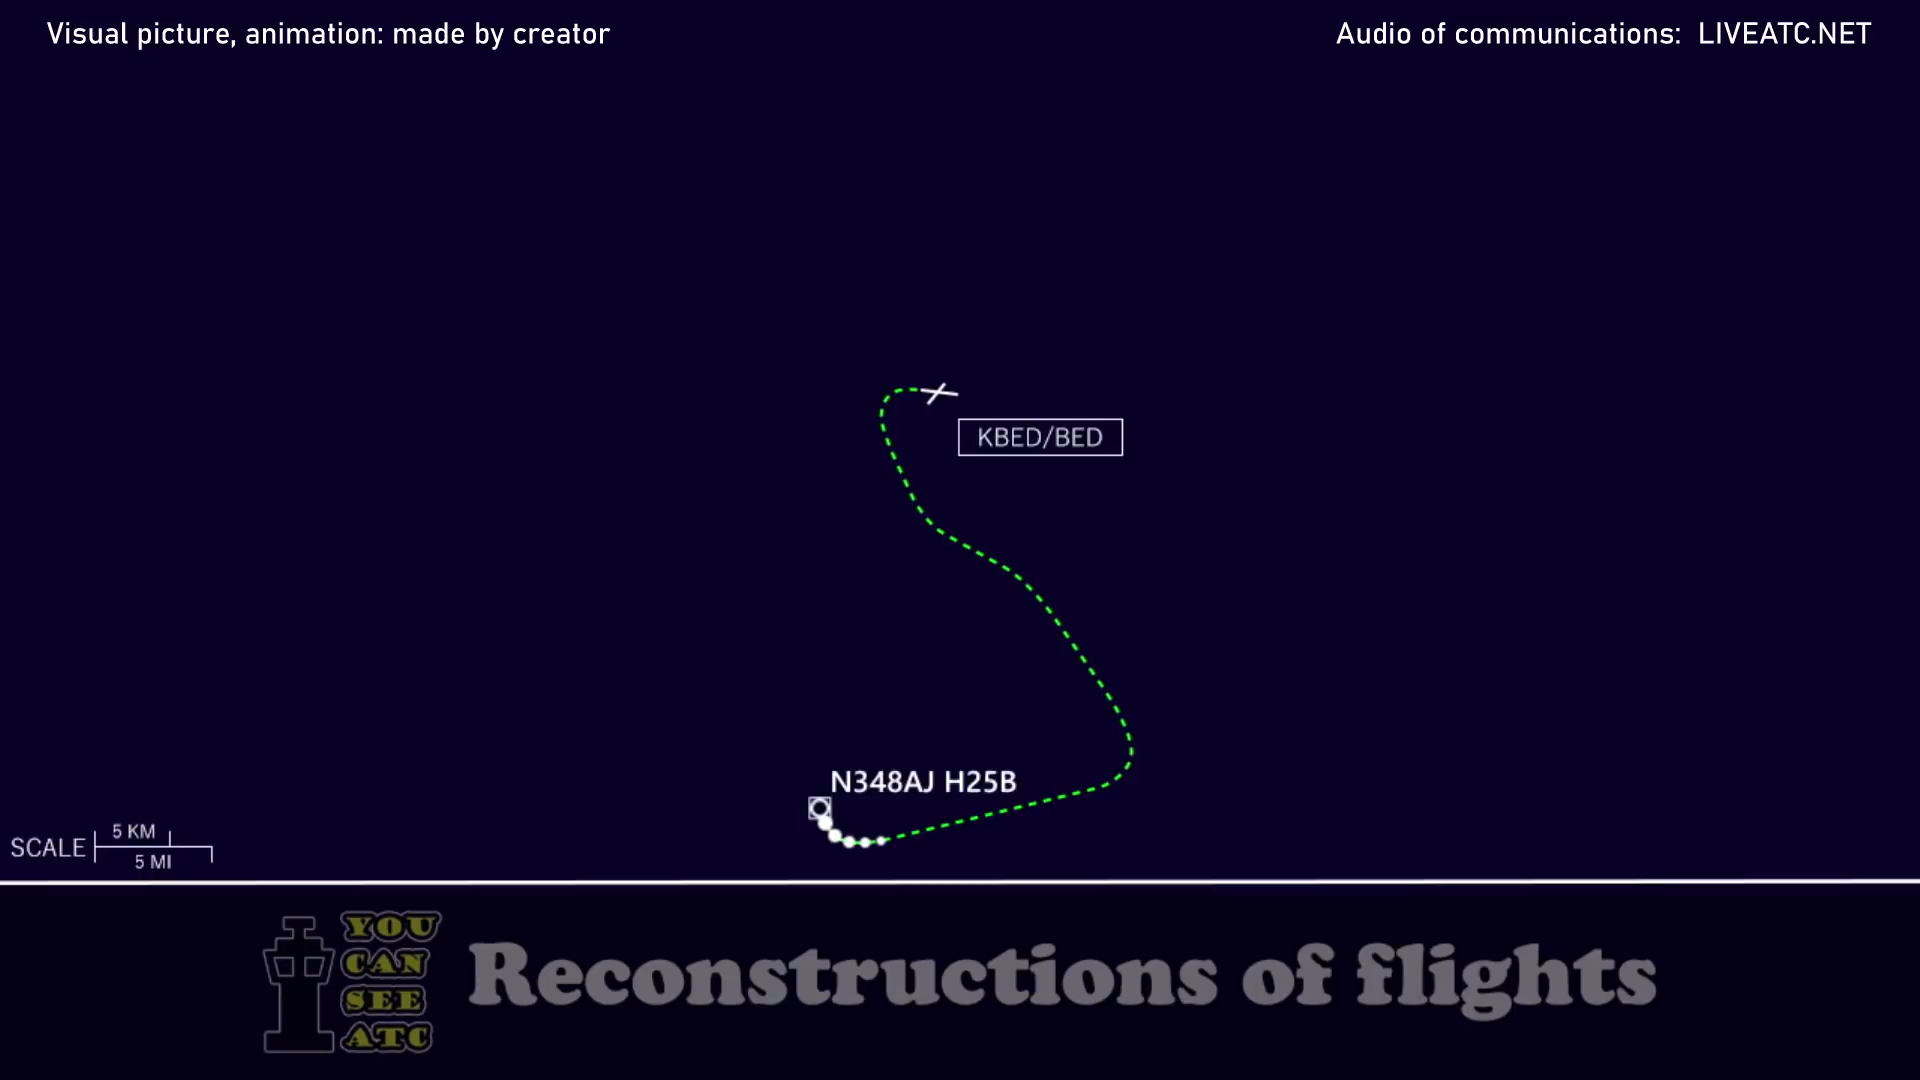 Visual picture, animation: made by creator
Audio of communications: LIVEATC.NET
KBED/BED
N348AJ H25B
5 KM
SCALE
5 MI
YOU
CAN
SEE
ATC
Reconstructions of flights